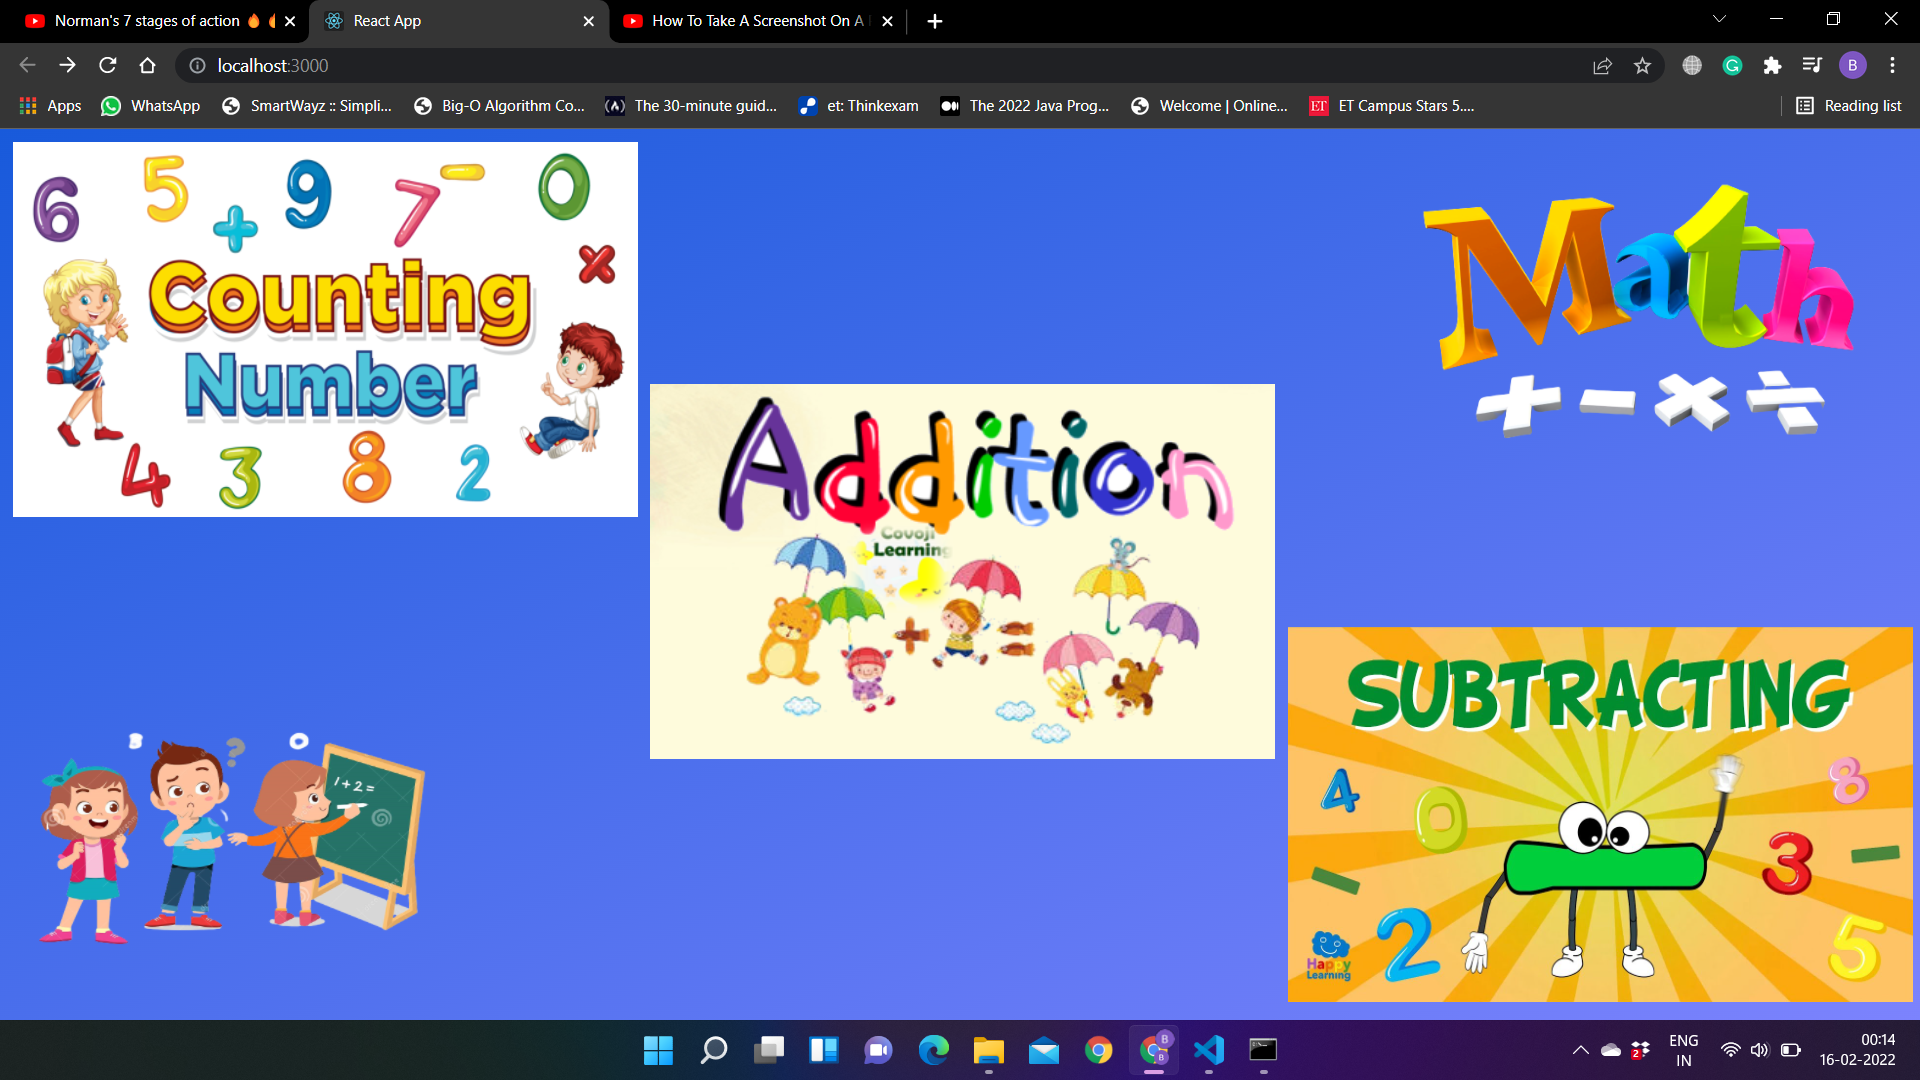 Norman's 7 stages of action
React App
How To Take A Screenshot On A
localhost:3000
B
Apps
WhatsApp
SmartWayz :: Simpli...
Big-O Algorithm Co...
The 30-minute guid...
et: Thinkexam
The 2022 Java Prog...
Welcome | Online...
ET
ET Campus Stars 5....
Reading list
6 5 + 9 7 - 0
×
Counting
Number
4 3 8 2
Math
+ - × ÷
Addition
Covoji
Learning
+ =
?
1+2=
SUBTRACTING
4 0 8
- 3 -
2 5
Happy
Learning
B
B
2
ENG
IN
00:14
16-02-2022